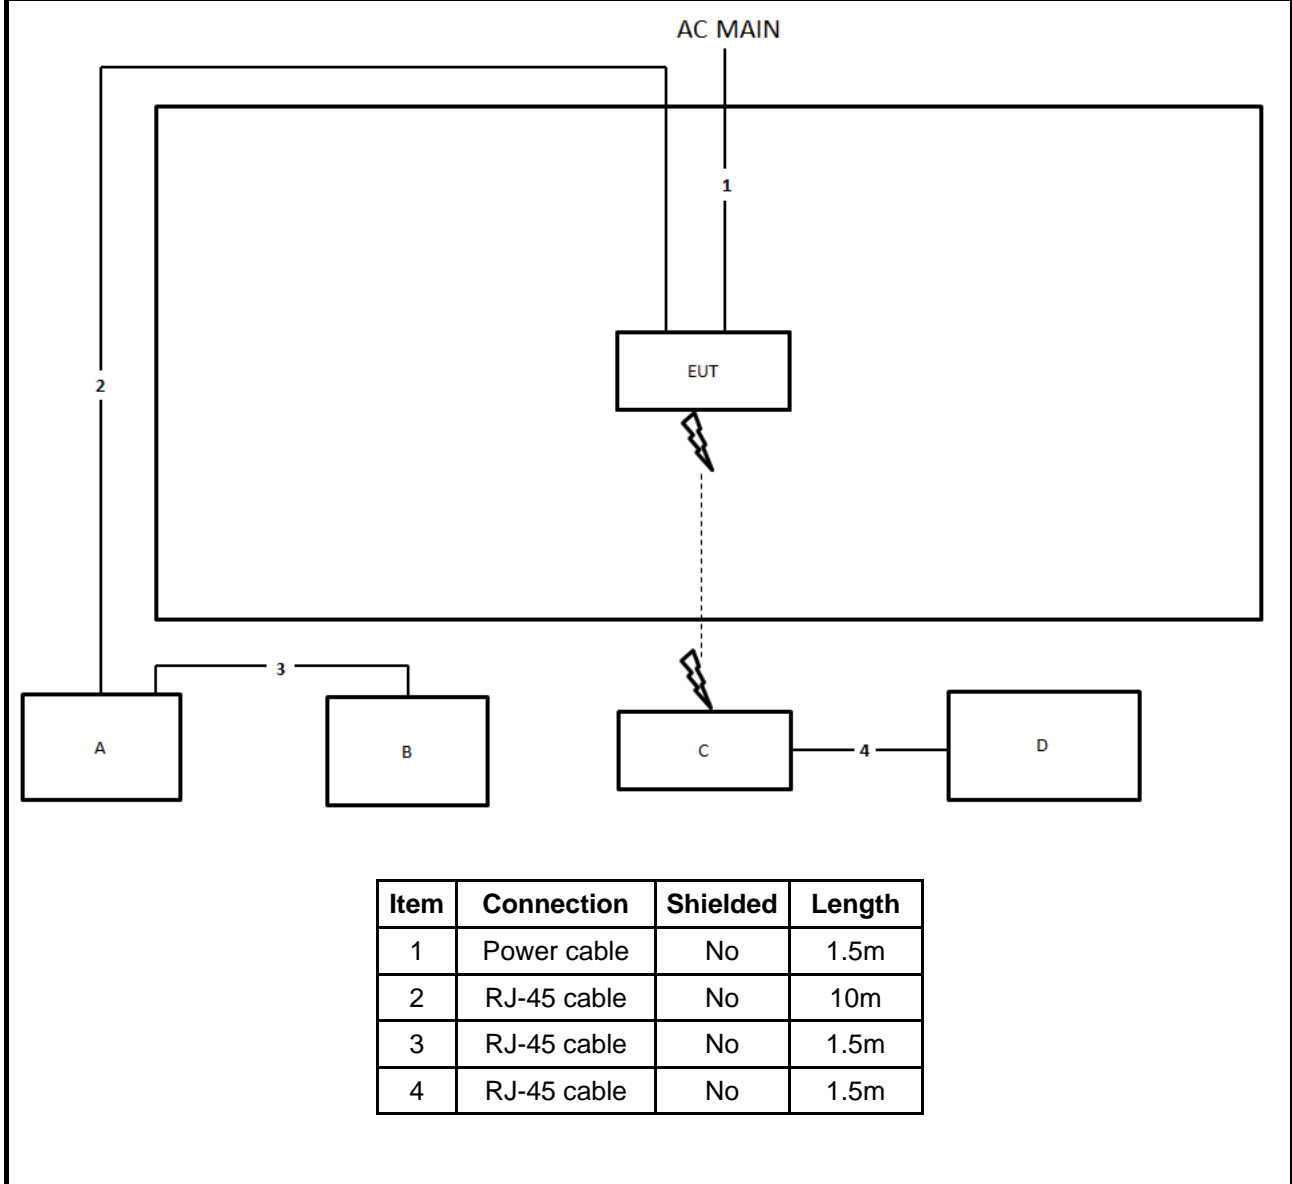 AC MAIN
1
2
EUT
3
A
B
C
4
D
Item Connection Shielded Length
1 Power cable No 1.5m
2 RJ-45 cable No 10m
3 RJ-45 cable No 1.5m
4 RJ-45 cable No 1.5m